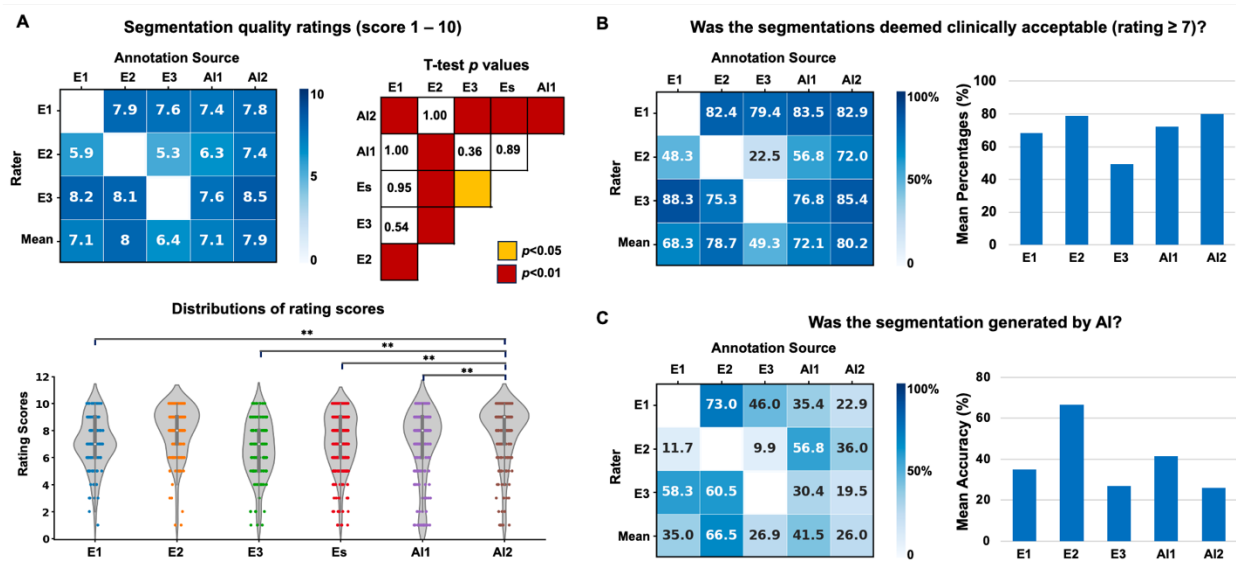 A
Segmentation quality ratings (score 1 – 10)
Annotation Source
E1 E2 E3 AI1 AI2
Rater
E1 7.9 7.6 7.4 7.8
E2 5.9 5.3 6.3 7.4
E3 8.2 8.1 7.6 8.5
Mean 7.1 8 6.4 7.1 7.9
10
5
0
T-test p values
E1 E2 E3 Es AI1
AI2 1.00
AI1 1.00 0.36 0.89
Es 0.95
E3 0.54
E2
p<0.05
p<0.01
Distributions of rating scores
** 
**
**
**
Rating Scores
12
10
8
6
4
2
0
E1 E2 E3 Es AI1 AI2
B
Was the segmentations deemed clinically acceptable (rating ≥ 7)?
Annotation Source
E1 E2 E3 AI1 AI2
Rater
E1 82.4 79.4 83.5 82.9
E2 48.3 22.5 56.8 72.0
E3 88.3 75.3 76.8 85.4
Mean 68.3 78.7 49.3 72.1 80.2
100%
50%
0
Mean Percentages (%)
100
80
60
40
20
0
E1 E2 E3 AI1 AI2
C
Was the segmentation generated by AI?
Annotation Source
E1 E2 E3 AI1 AI2
Rater
E1 73.0 46.0 35.4 22.9
E2 11.7 9.9 56.8 36.0
E3 58.3 60.5 30.4 19.5
Mean 35.0 66.5 26.9 41.5 26.0
100%
50%
0
Mean Accuracy (%)
80
60
40
20
0
E1 E2 E3 AI1 AI2